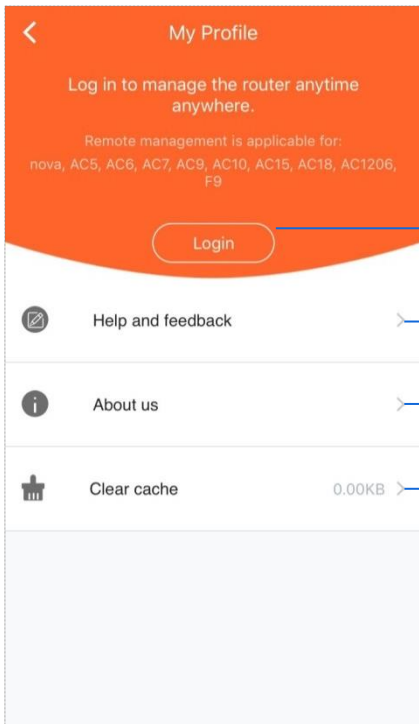 My Profile
Log in to manage the router anytime
anywhere.
Remote management is applicable for:
nova, AC5, AC6, AC7, AC9, AC10, AC15, AC18, AC1206,
F9
Login
Help and feedback
About us
Clear cache 0.00KB